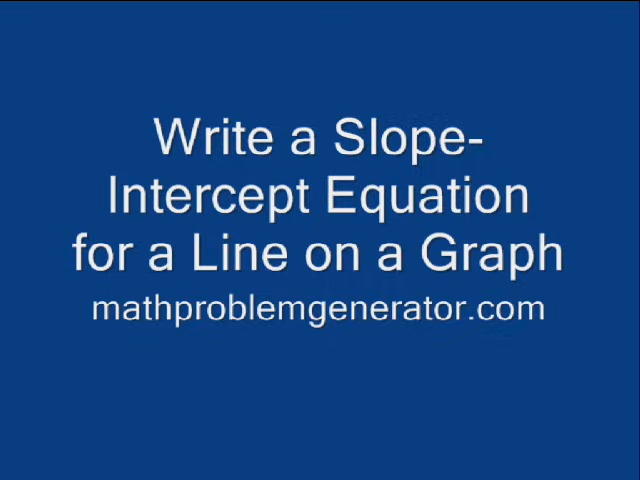 Write a Slope-
Intercept Equation
for a Line on a Graph
mathproblemgenerator.com